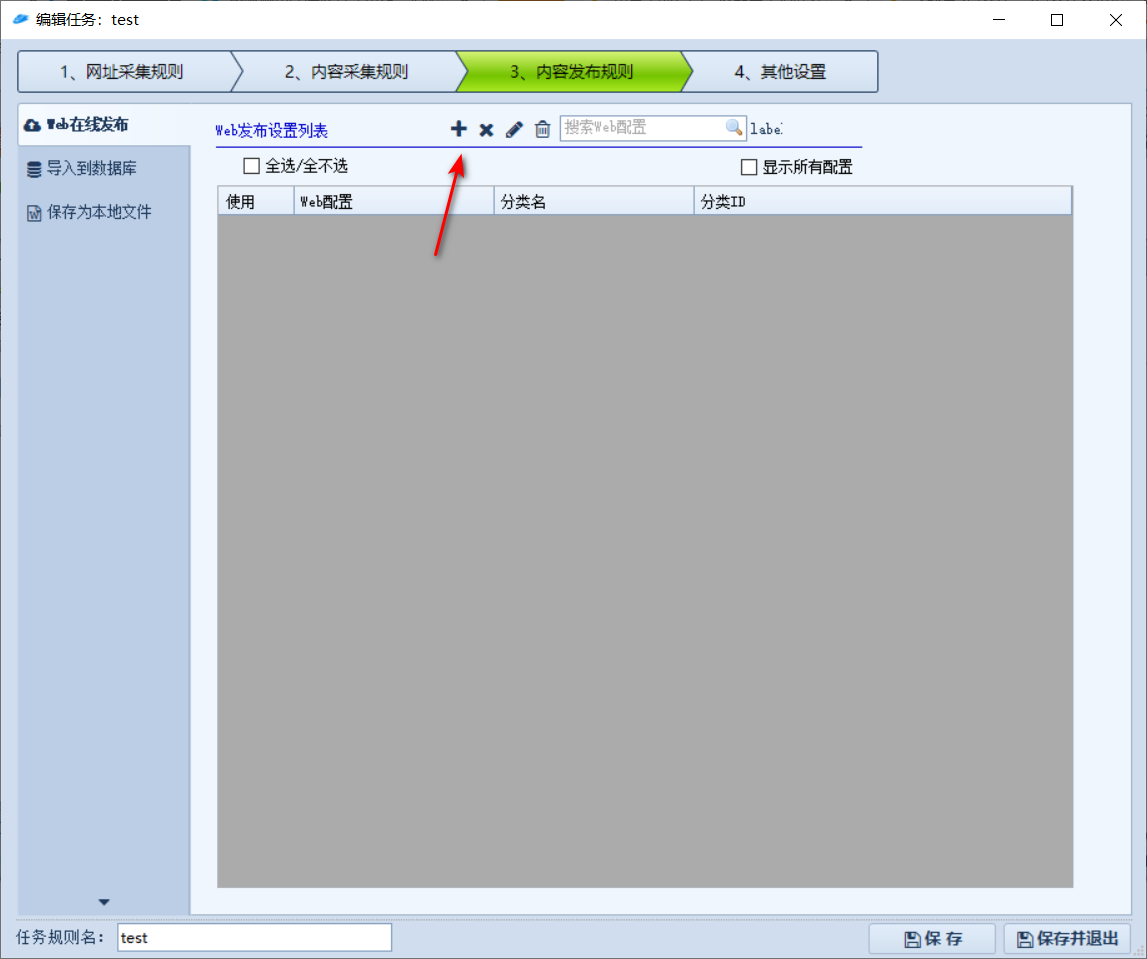 编辑任务：test
1、网址采集规则 2、内容采集规则 3、内容发布规则 4、其他设置
Web在线发布
导入到数据库
保存为本地文件
Web发布设置列表 搜索Web配置 labe
全选/全不选 显示所有配置
使用 Web配置 分类名 分类ID
任务规则名： test 保 存 保存并退出